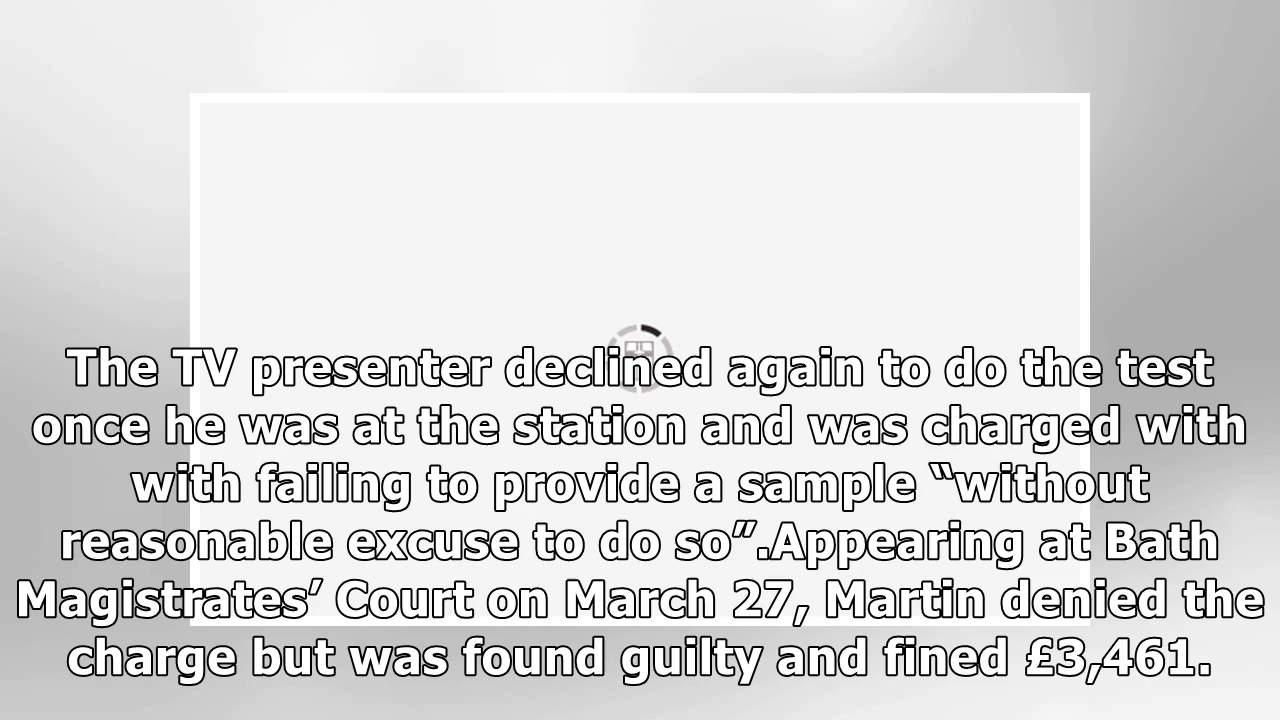 The TV presenter declined again to do the test
once he was at the station and was charged with
with failing to provide a sample “without
reasonable excuse to do so”.Appearing at Bath
Magistrates’ Court on March 27, Martin denied the
charge but was found guilty and fined £3,461.